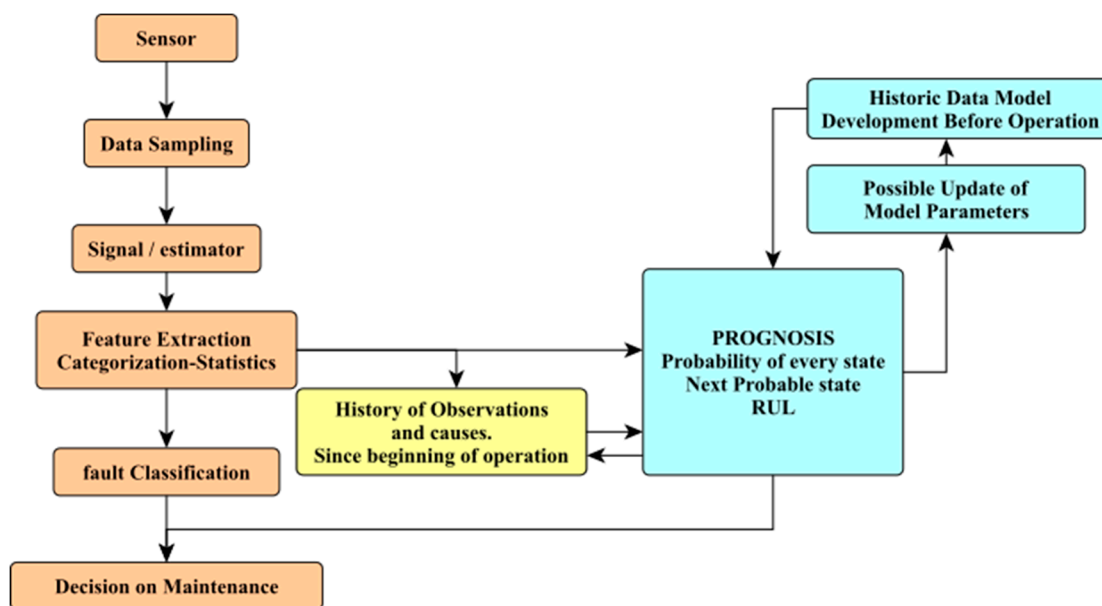 Sensor
Data Sampling
Signal / estimator
Feature Extraction
Categorization-Statistics
fault Classification
Decision on Maintenance
History of Observations
and causes.
Since beginning of operation
PROGNOSIS
Probability of every state
Next Probable state
RUL
Historic Data Model
Development Before Operation
Possible Update of
Model Parameters